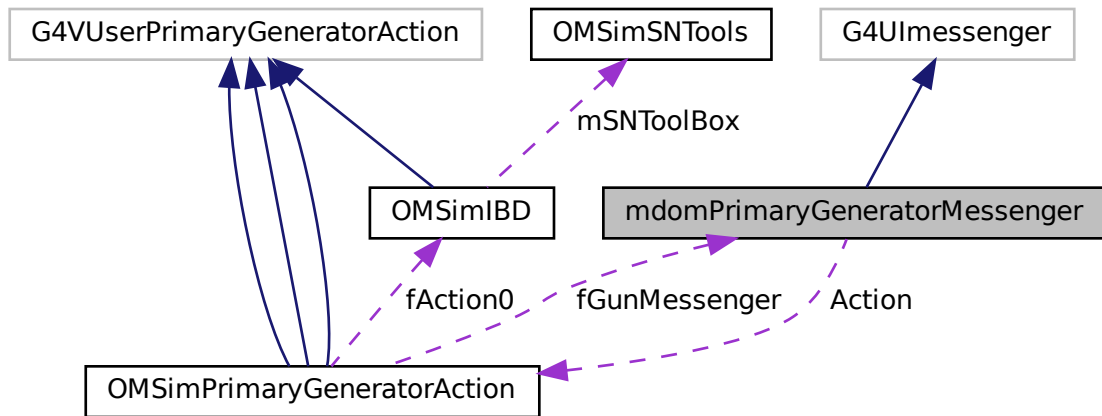 G4VUserPrimaryGeneratorAction
OMSimSNTools
G4UImessenger
mSNToolBox
OMSimIBD
mdomPrimaryGeneratorMessenger
fAction0
fGunMessenger
Action
OMSimPrimaryGeneratorAction